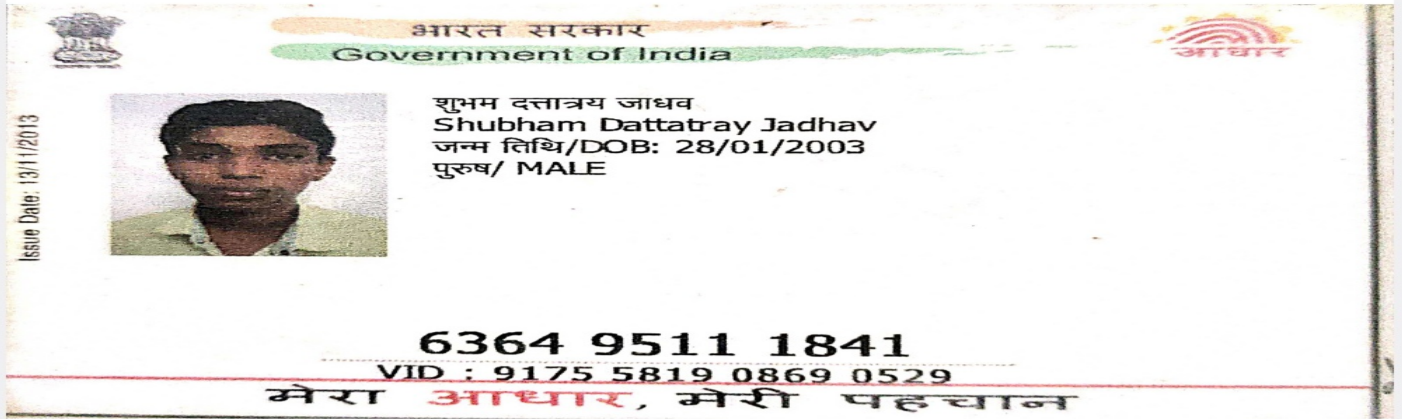 भारत सरकार
Government of India
आधार
Issue Date: 13/11/2013
शुभम दत्तात्रय जाधव
Shubham Dattatray Jadhav
जन्म तिथि/DOB: 28/01/2003
पुरुष/ MALE
6364 9511 1841
VID : 9175 5819 0869 0529
मेरा आधार, मेरी पहचान